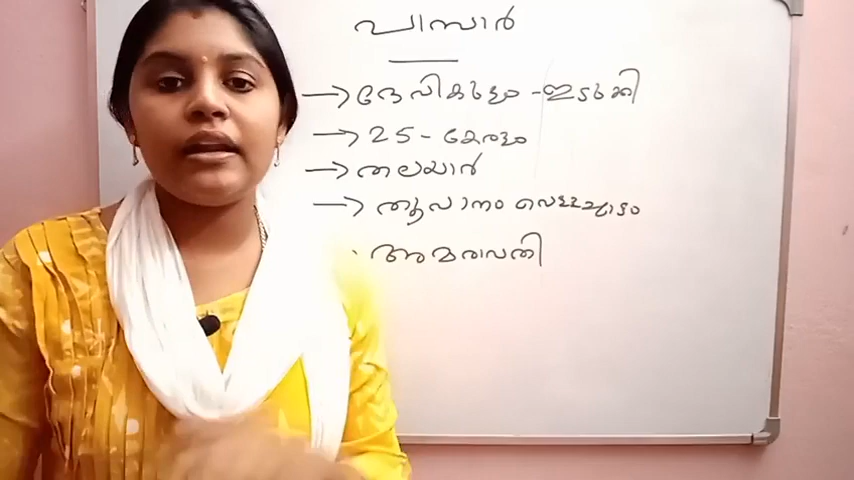 പാമ്പാർ
→ ദേവികുളം - ഇടുക്കി
→ 25 - കേരളം
→ തലയാർ
→ തൂവാനം വെള്ളച്ചാട്ടം
അമരാവതി